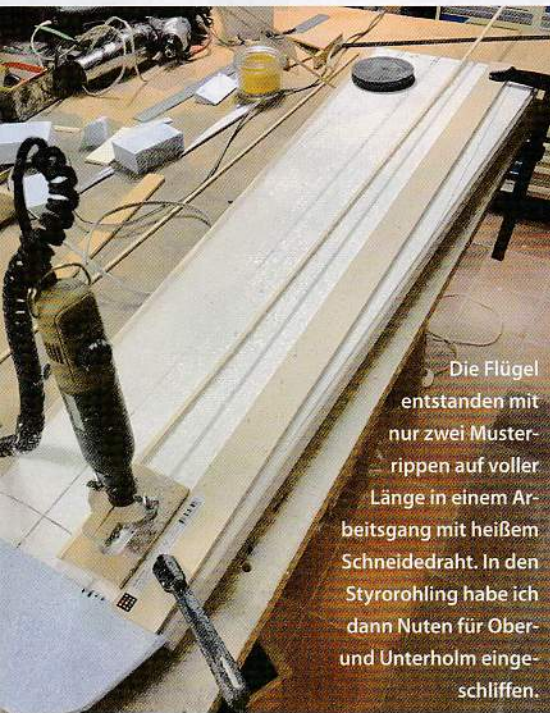 Die Flügel
entstanden mit
nur zwei Muster-
rippen auf voller
Länge in einem Ar-
beitsgang mit heißem
Schneidedraht. In den
Styrorohling habe ich
dann Nuten für Ober-
und Unterholm einge-
schliffen.